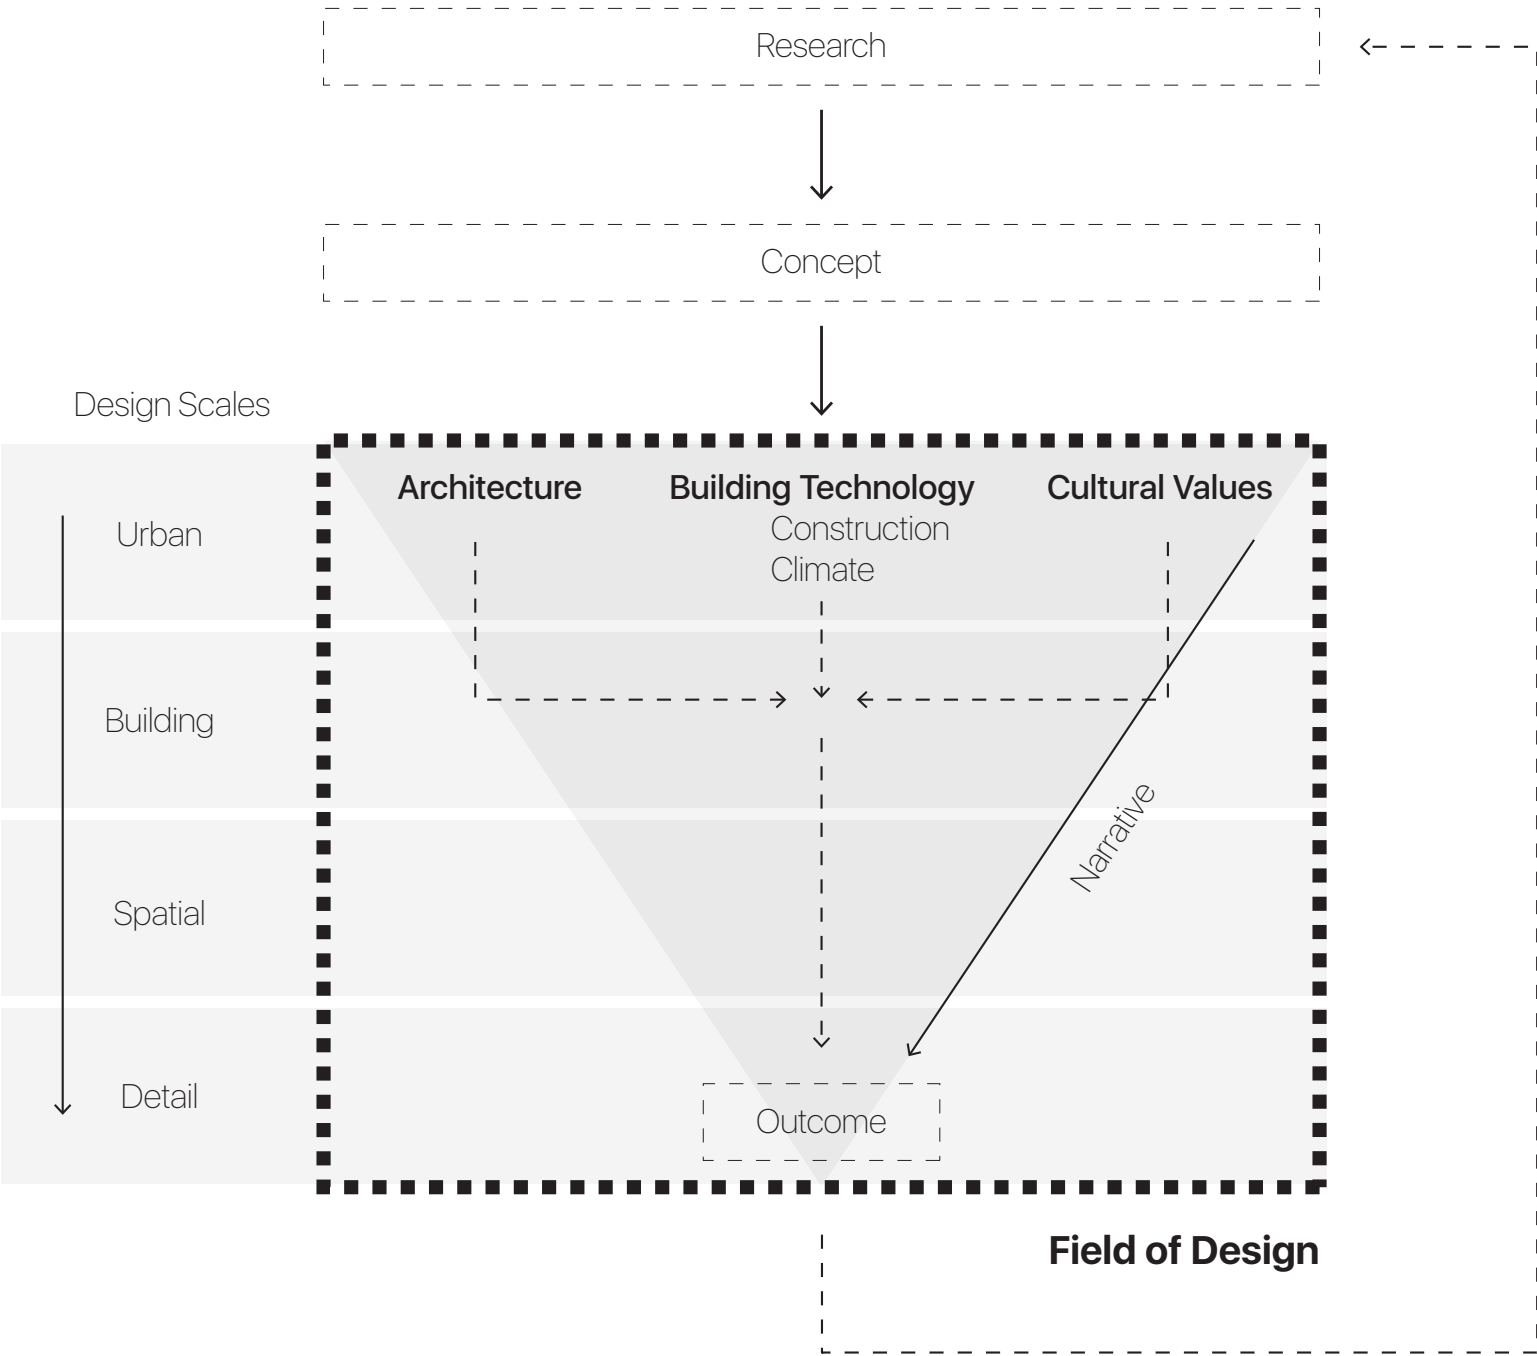 Research
Concept
Design Scales
Architecture
Building Technology
Cultural Values
Construction
Climate
Urban
Building
Narrative
Spatial
Detail
Outcome
Field of Design